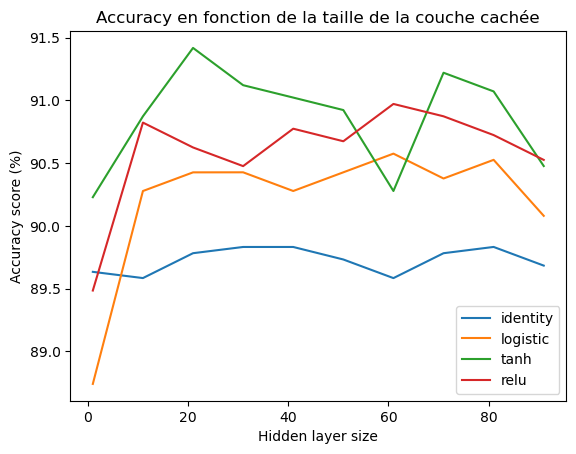 Accuracy en fonction de la taille de la couche cachée
Accuracy score (%)
91.5
91.0
90.5
90.0
89.5
89.0
0
20
40
60
80
Hidden layer size
identity
logistic
tanh
relu